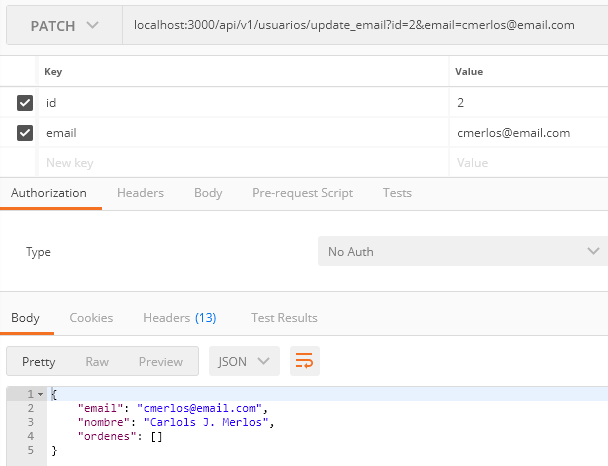 PATCH localhost:3000/api/v1/usuarios/update_email?id=2&email=cmerlos@email.com
Key Value
id 2
email cmerlos@email.com
New key Value
Authorization Headers Body Pre-request Script Tests
Type No Auth
Body Cookies Headers (13) Test Results
Pretty Raw Preview JSON
1 {
2 "email": "cmerlos@email.com",
3 "nombre": "Carlols J. Merlos",
4 "ordenes": []
5 }